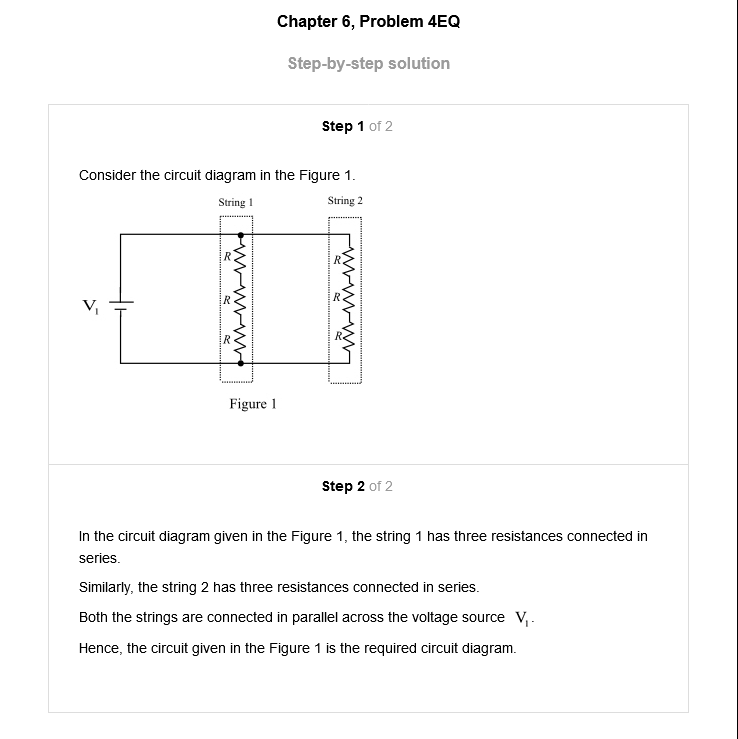 Chapter 6, Problem 4EQ
Step-by-step solution
Step 1 of 2
Consider the circuit diagram in the Figure 1.
String 1
String 2
R
R
R
R
R
R
V₁
Figure 1
Step 2 of 2
In the circuit diagram given in the Figure 1, the string 1 has three resistances connected in
series.
Similarly, the string 2 has three resistances connected in series.
Both the strings are connected in parallel across the voltage source V₁.
Hence, the circuit given in the Figure 1 is the required circuit diagram.